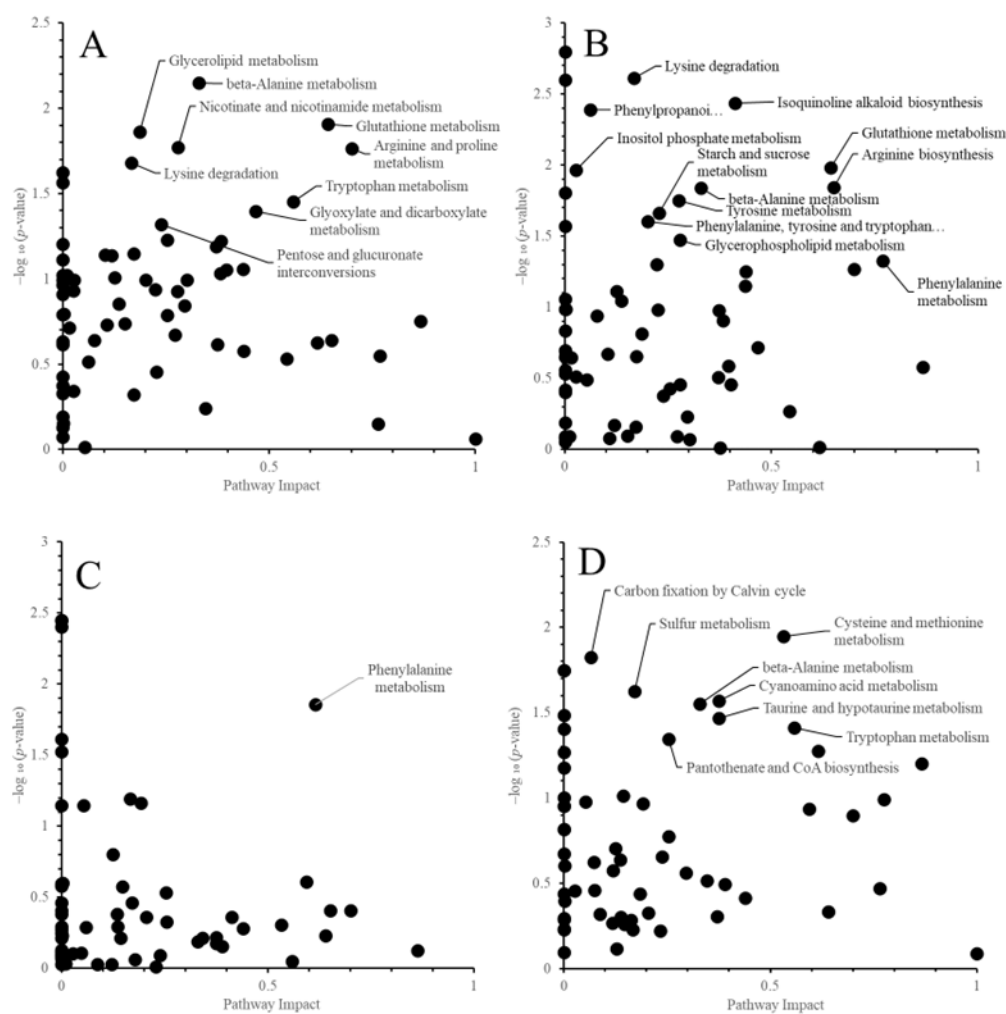 A
2.5
2
1.5
1
0.5
0
0
0.5
1
−log 10 (p-value)
Pathway Impact
Glycerolipid metabolism
beta-Alanine metabolism
Nicotinate and nicotinamide metabolism
Glutathione metabolism
Arginine and proline
metabolism
Lysine degradation
Tryptophan metabolism
Glyoxylate and dicarboxylate
metabolism
Pentose and glucuronate
interconversions
B
3
2.5
2
1.5
1
0.5
0
0
0.5
1
−log 10 (p-value)
Pathway Impact
Lysine degradation
Isoquinoline alkaloid biosynthesis
Phenylpropanoi…
Inositol phosphate metabolism
Glutathione metabolism
Starch and sucrose
metabolism
Arginine biosynthesis
beta-Alanine metabolism
Tyrosine metabolism
Phenylalanine, tyrosine and tryptophan…
Glycerophospholipid metabolism
Phenylalanine
metabolism
C
3
2.5
2
1.5
1
0.5
0
0
0.5
1
−log 10 (p-value)
Pathway Impact
Phenylalanine
metabolism
D
2.5
2
1.5
1
0.5
0
0
0.5
1
−log 10 (p-value)
Pathway Impact
Carbon fixation by Calvin cycle
Sulfur metabolism
Cysteine and methionine
metabolism
beta-Alanine metabolism
Cyanoamino acid metabolism
Taurine and hypotaurine metabolism
Tryptophan metabolism
Pantothenate and CoA biosynthesis